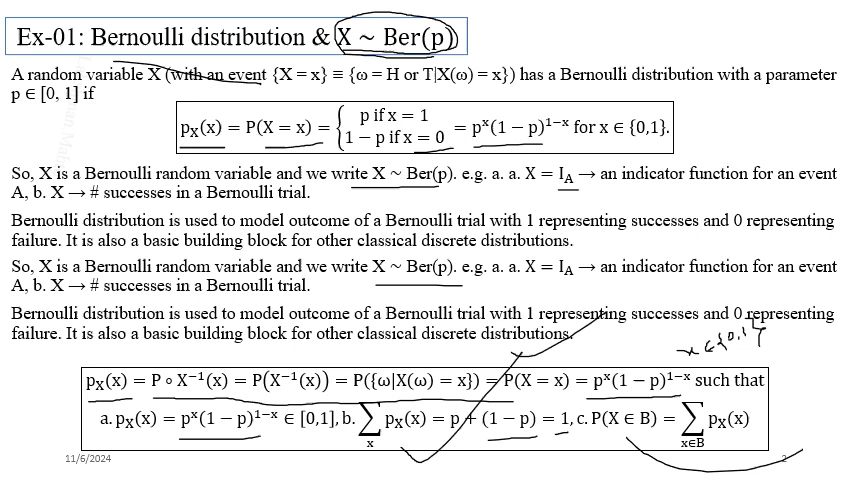 Ex-01: Bernoulli distribution & X ~ Ber(p)
A random variable X (with an event {X = x} ≡ {ω = H or T|X(ω) = x}) has a Bernoulli distribution with a parameter
p ∈ [0, 1] if
pX(x) = P(X = x) = { p if x = 1
1 − p if x = 0 = p^x(1 − p)^(1−x) for x ∈ {0,1}.
So, X is a Bernoulli random variable and we write X ~ Ber(p). e.g. a. a. X = I_A → an indicator function for an event
A, b. X → # successes in a Bernoulli trial.
Bernoulli distribution is used to model outcome of a Bernoulli trial with 1 representing successes and 0 representing
failure. It is also a basic building block for other classical discrete distributions.
So, X is a Bernoulli random variable and we write X ~ Ber(p). e.g. a. a. X = I_A → an indicator function for an event
A, b. X → # successes in a Bernoulli trial.
Bernoulli distribution is used to model outcome of a Bernoulli trial with 1 representing successes and 0 representing
failure. It is also a basic building block for other classical discrete distributions.
x ∈ {0,1}
pX(x) = P ∘ X⁻¹(x) = P(X⁻¹(x)) = P({ω|X(ω) = x}) = P(X = x) = p^x(1 − p)^(1−x) such that
a. pX(x) = p^x(1 − p)^(1−x) ∈ [0,1], b. ∑ pX(x) = p + (1 − p) = 1, c. P(X ∈ B) = ∑ pX(x)
x x∈B
11/6/2024 2